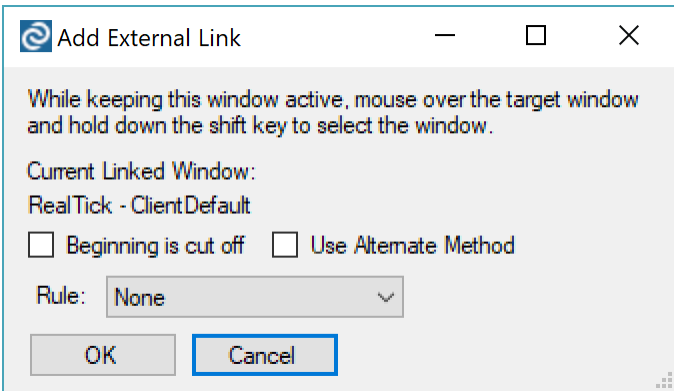 Add External Link
While keeping this window active, mouse over the target window
and hold down the shift key to select the window.
Current Linked Window:
RealTick - ClientDefault
Beginning is cut off Use Alternate Method
Rule: None
OK Cancel